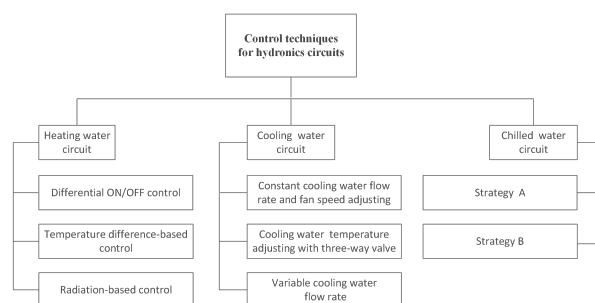 Control techniques
for hydronics circuits
Heating water
circuit
Differential ON/OFF control
Temperature difference-based
control
Radiation-based control
Cooling water
circuit
Constant cooling water flow
rate and fan speed adjusting
Cooling water temperature
adjusting with three-way valve
Variable cooling water
flow rate
Chilled water
circuit
Strategy A
Strategy B